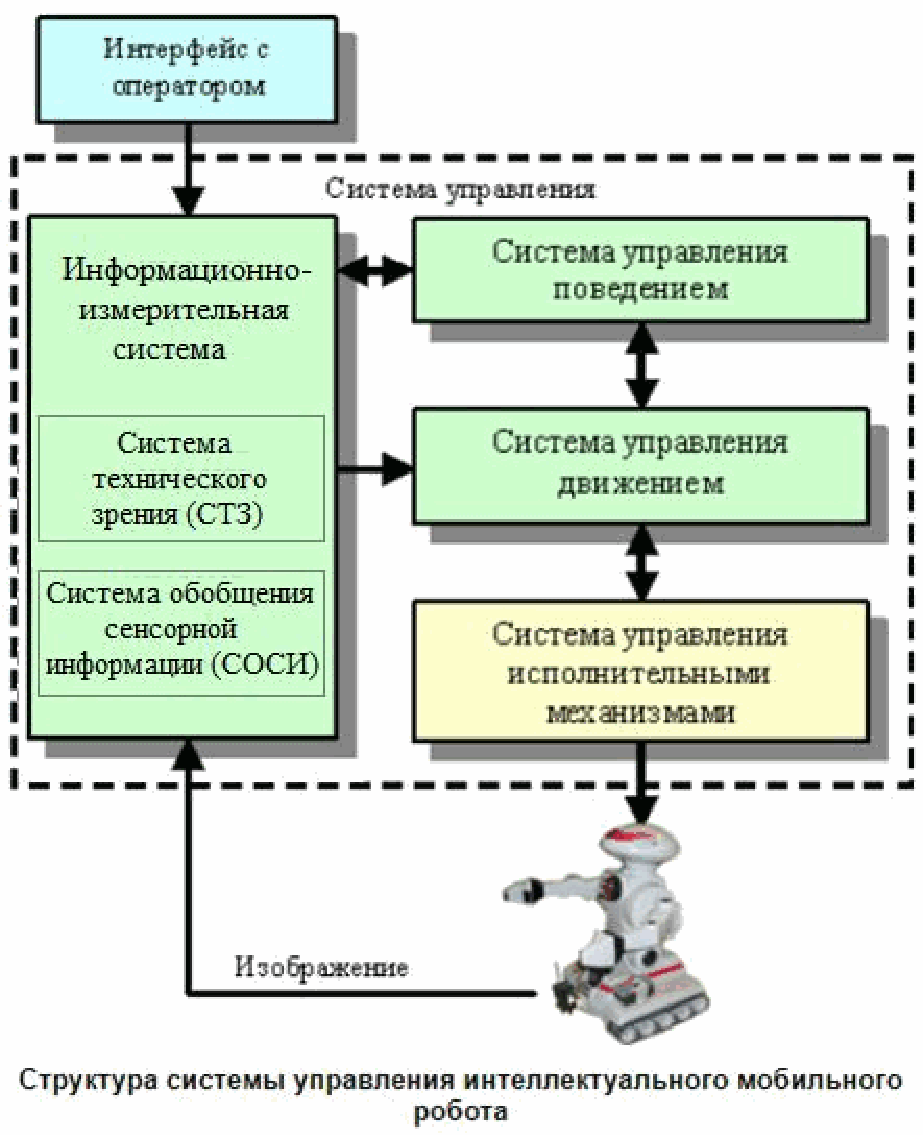 Интерфейс с
оператором
Система управления
Информационно-
измерительная
система
Система управления
поведением
Система
технического
зрения (СТЗ)
Система управления
движением
Система обобщения
сенсорной
информации (СОСИ)
Система управления
исполнительными
механизмами
Изображение
Структура системы управления интеллектуального мобильного
робота